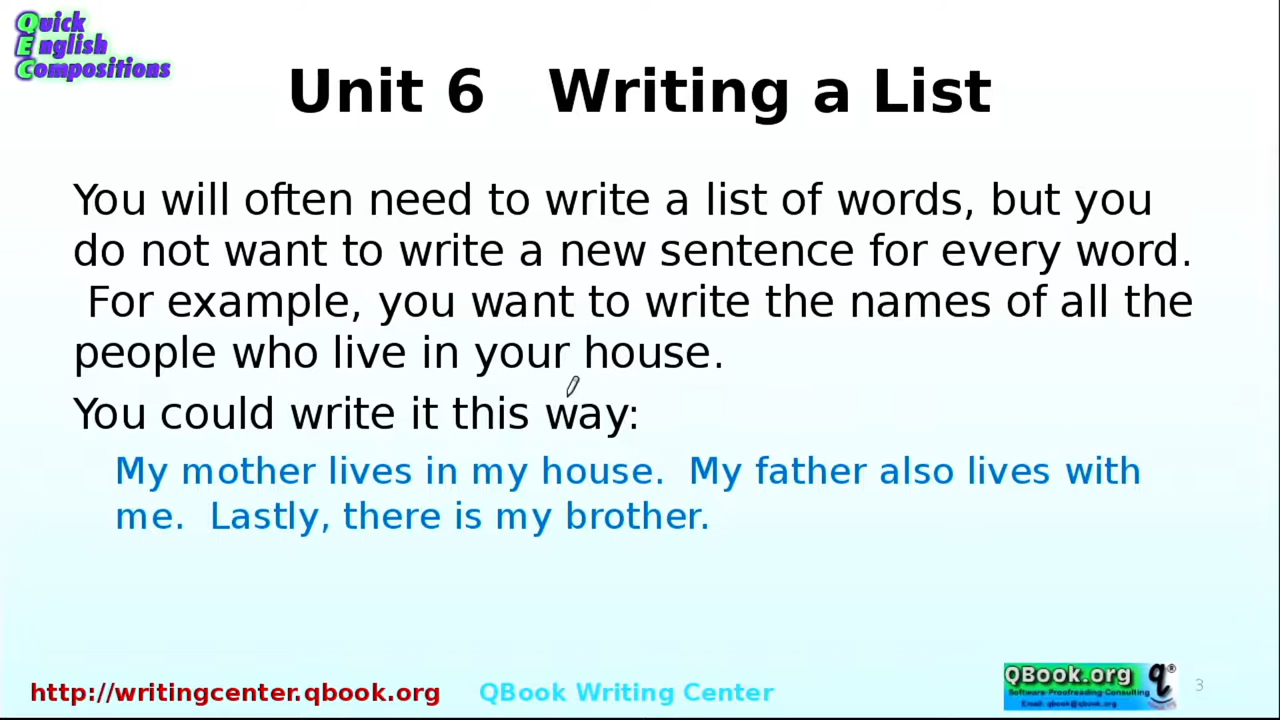 Quick
English
Compositions
Unit 6 Writing a List
You will often need to write a list of words, but you
do not want to write a new sentence for every word.
For example, you want to write the names of all the
people who live in your house.
You could write it this way:
My mother lives in my house. My father also lives with
me. Lastly, there is my brother.
http://writingcenter.qbook.org QBook Writing Center
QBook.org q®
Software-Proofreading-Consulting
Email: qbook@qbook.org
3